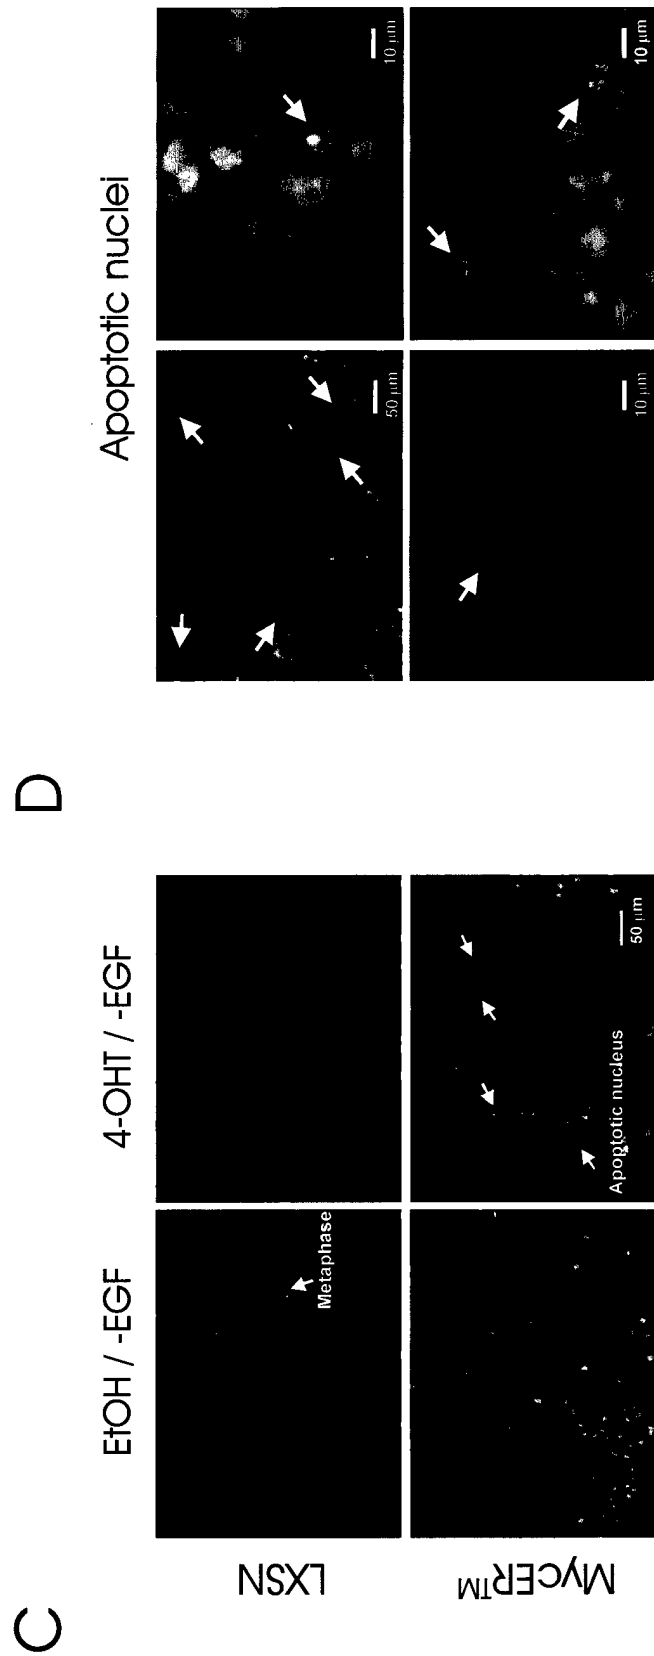 C
EtOH / -EGF
4-OHT / -EGF
LXSN
Metaphase
MycER™
Apoptotic nucleus
50 µm
D
Apoptotic nuclei
50 µm
10 µm
10 µm
10 µm